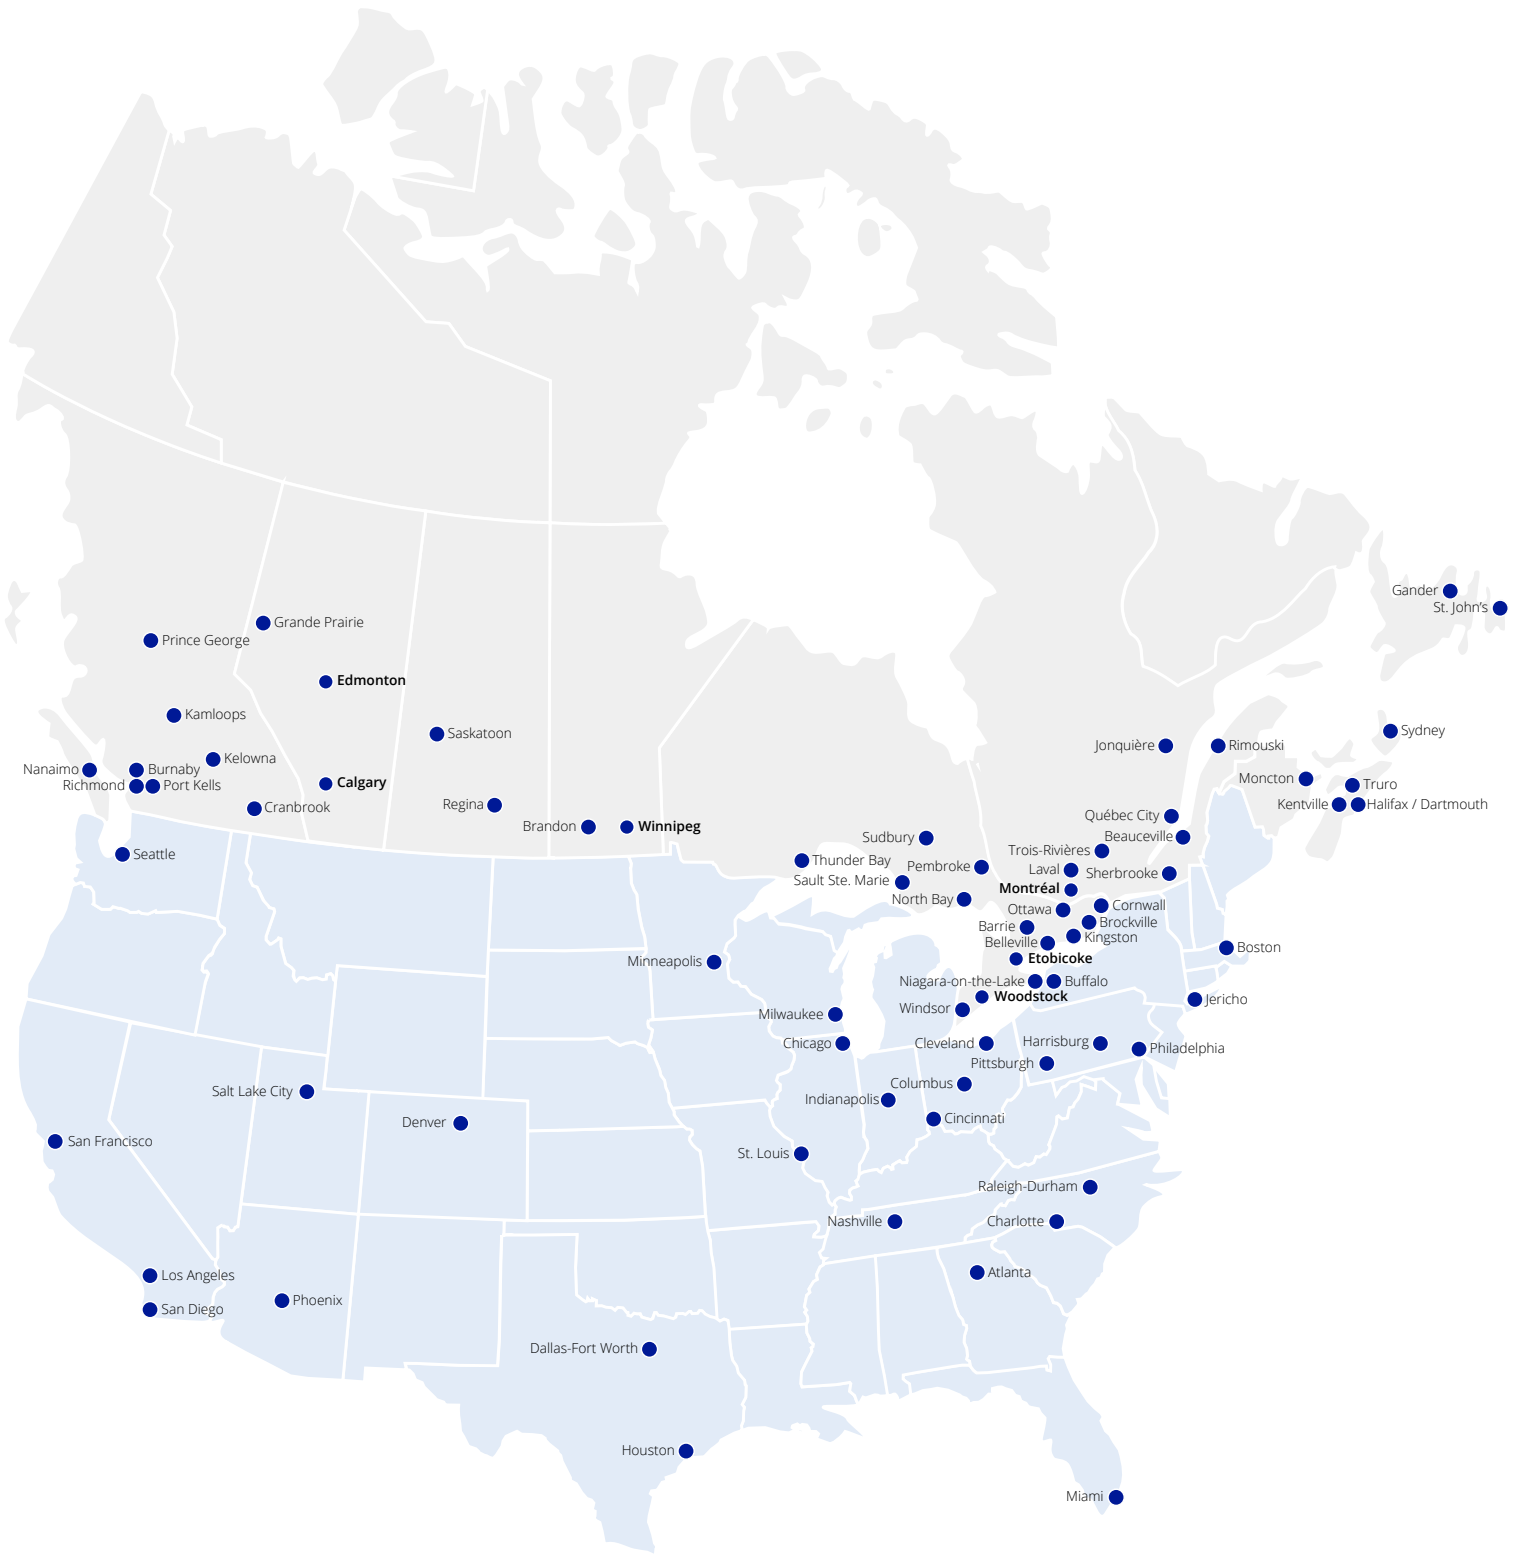 Gander
St. John’s
Grande Prairie
Prince George
Edmonton
Kamloops
Saskatoon
Sydney
Jonquière
Rimouski
Kelowna
Nanaimo
Burnaby
Moncton
Calgary
Truro
Richmond
Port Kells
Regina
Kentville
Halifax / Dartmouth
Cranbrook
Québec City
Brandon
Winnipeg
Sudbury
Beauceville
Trois-Rivières
Seattle
Thunder Bay
Pembroke
Laval
Sherbrooke
Sault Ste. Marie
Montréal
North Bay
Ottawa
Cornwall
Barrie
Brockville
Kingston
Belleville
Boston
Etobicoke
Minneapolis
Niagara-on-the-Lake
Buffalo
Woodstock
Jericho
Windsor
Milwaukee
Chicago
Cleveland
Harrisburg
Philadelphia
Pittsburgh
Columbus
Salt Lake City
Indianapolis
Cincinnati
Denver
San Francisco
St. Louis
Raleigh-Durham
Nashville
Charlotte
Atlanta
Los Angeles
Phoenix
San Diego
Dallas-Fort Worth
Houston
Miami